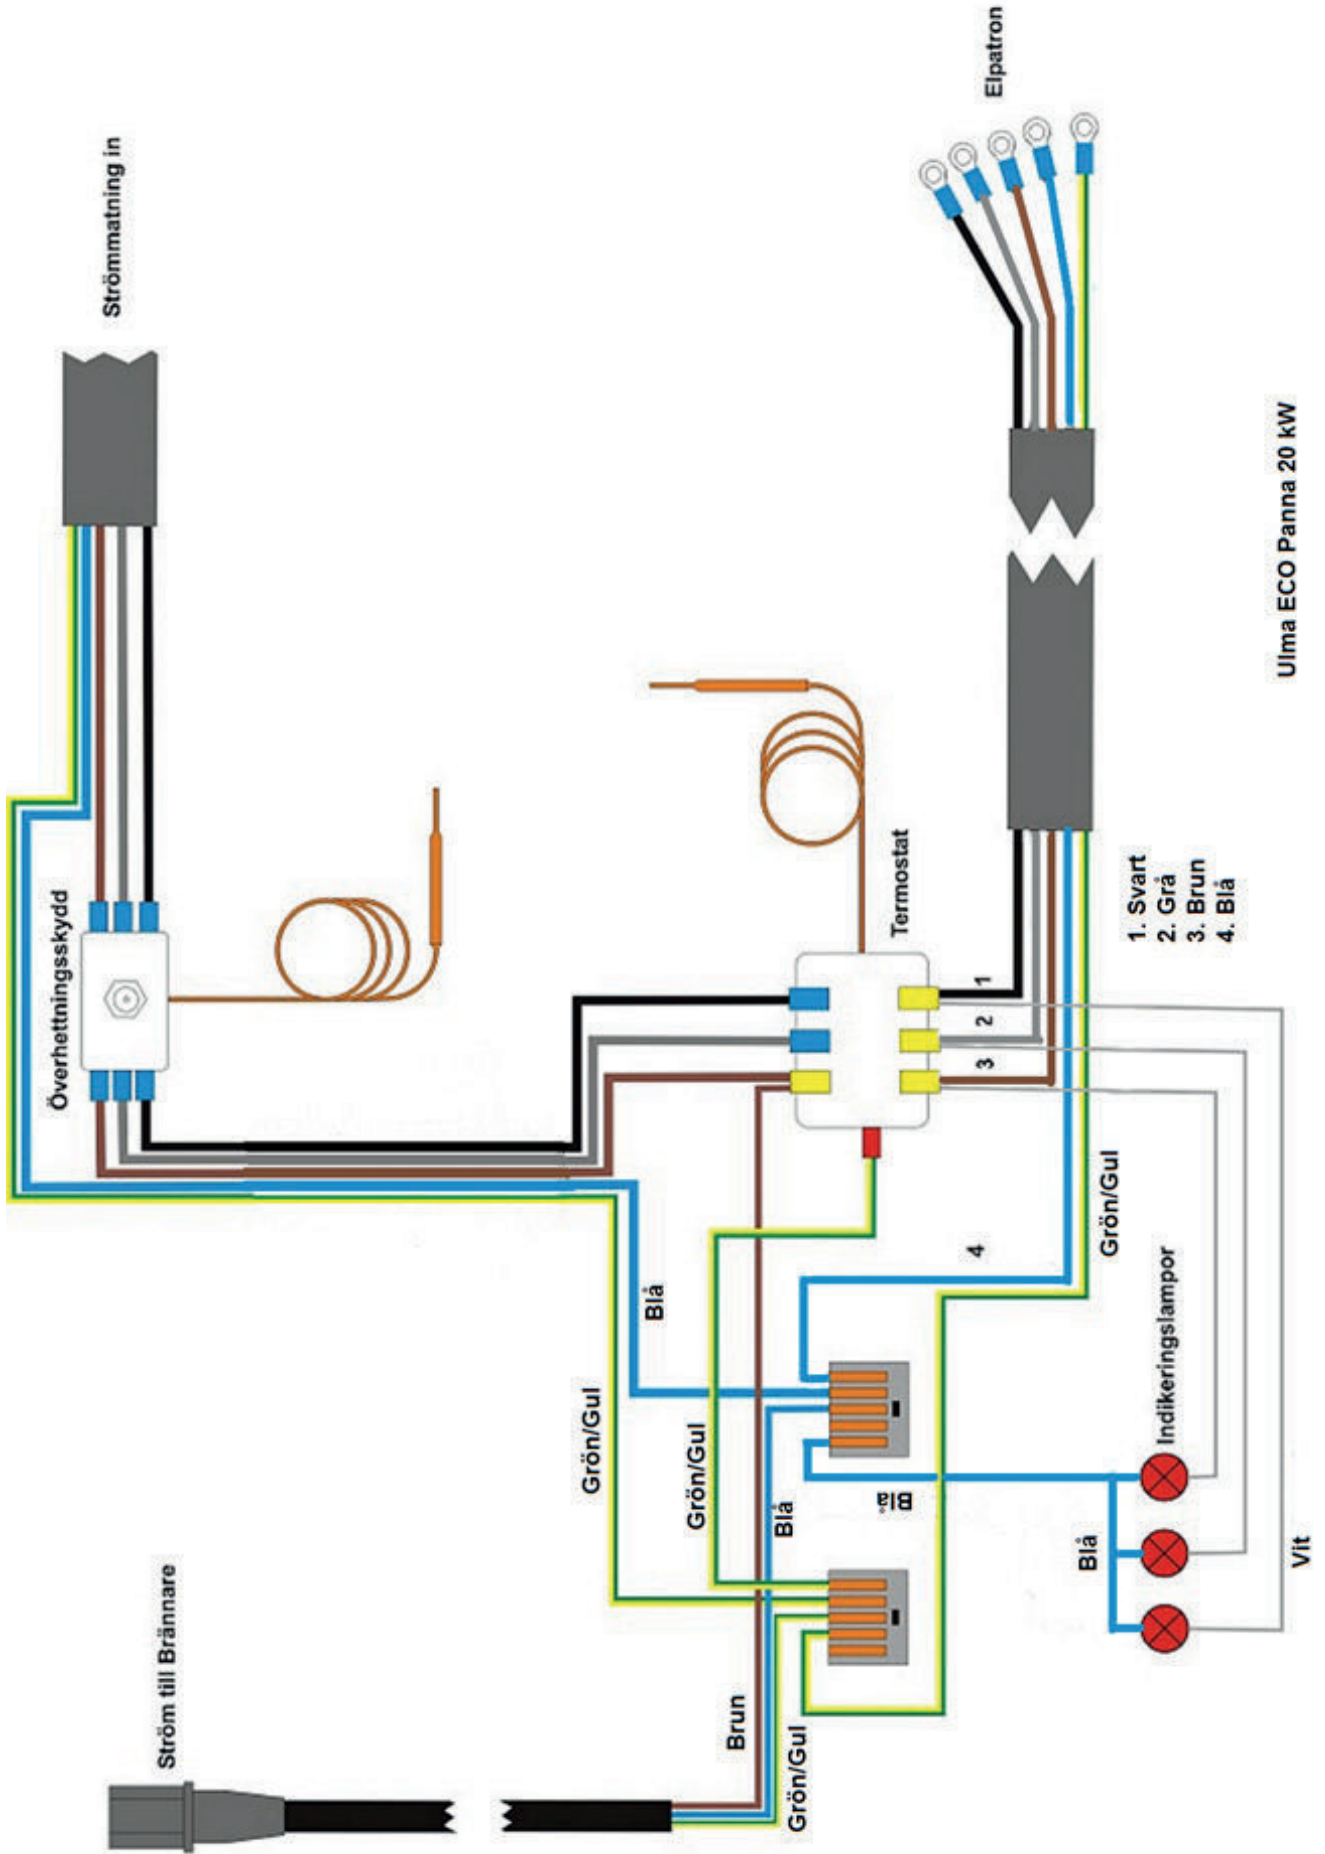 Elpatron
Strömmatning in
Överhettningsskydd
Termostat
1
2
3
1. Svart
2. Grå
3. Brun
4. Blå
Ulma ECO Panna 20 kW
4
Grön/Gul
Blå
Grön/Gul
Grön/Gul
Blå
Blå
Indikeringslampor
Blå
Vit
Ström till Brännare
Brun
Grön/Gul